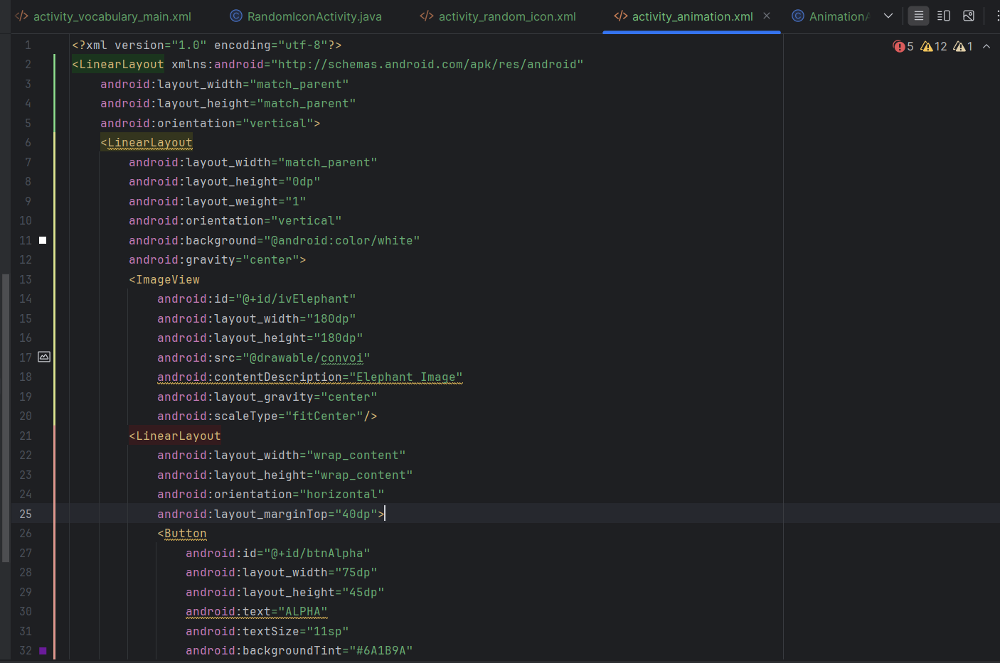 activity_vocabulary_main.xml RandomIconActivity.java activity_random_icon.xml activity_animation.xml Animation
5 12 1
1 <?xml version="1.0" encoding="utf-8"?>
2 <LinearLayout xmlns:android="http://schemas.android.com/apk/res/android"
3 android:layout_width="match_parent"
4 android:layout_height="match_parent"
5 android:orientation="vertical">
6 <LinearLayout
7 android:layout_width="match_parent"
8 android:layout_height="0dp"
9 android:layout_weight="1"
10 android:orientation="vertical"
11 android:background="@android:color/white"
12 android:gravity="center">
13 <ImageView
14 android:id="@+id/ivElephant"
15 android:layout_width="180dp"
16 android:layout_height="180dp"
17 android:src="@drawable/convoi"
18 android:contentDescription="Elephant Image"
19 android:layout_gravity="center"
20 android:scaleType="fitCenter"/>
21 <LinearLayout
22 android:layout_width="wrap_content"
23 android:layout_height="wrap_content"
24 android:orientation="horizontal"
25 android:layout_marginTop="40dp">
26 <Button
27 android:id="@+id/btnAlpha"
28 android:layout_width="75dp"
29 android:layout_height="45dp"
30 android:text="ALPHA"
31 android:textSize="11sp"
32 android:backgroundTint="#6A1B9A"